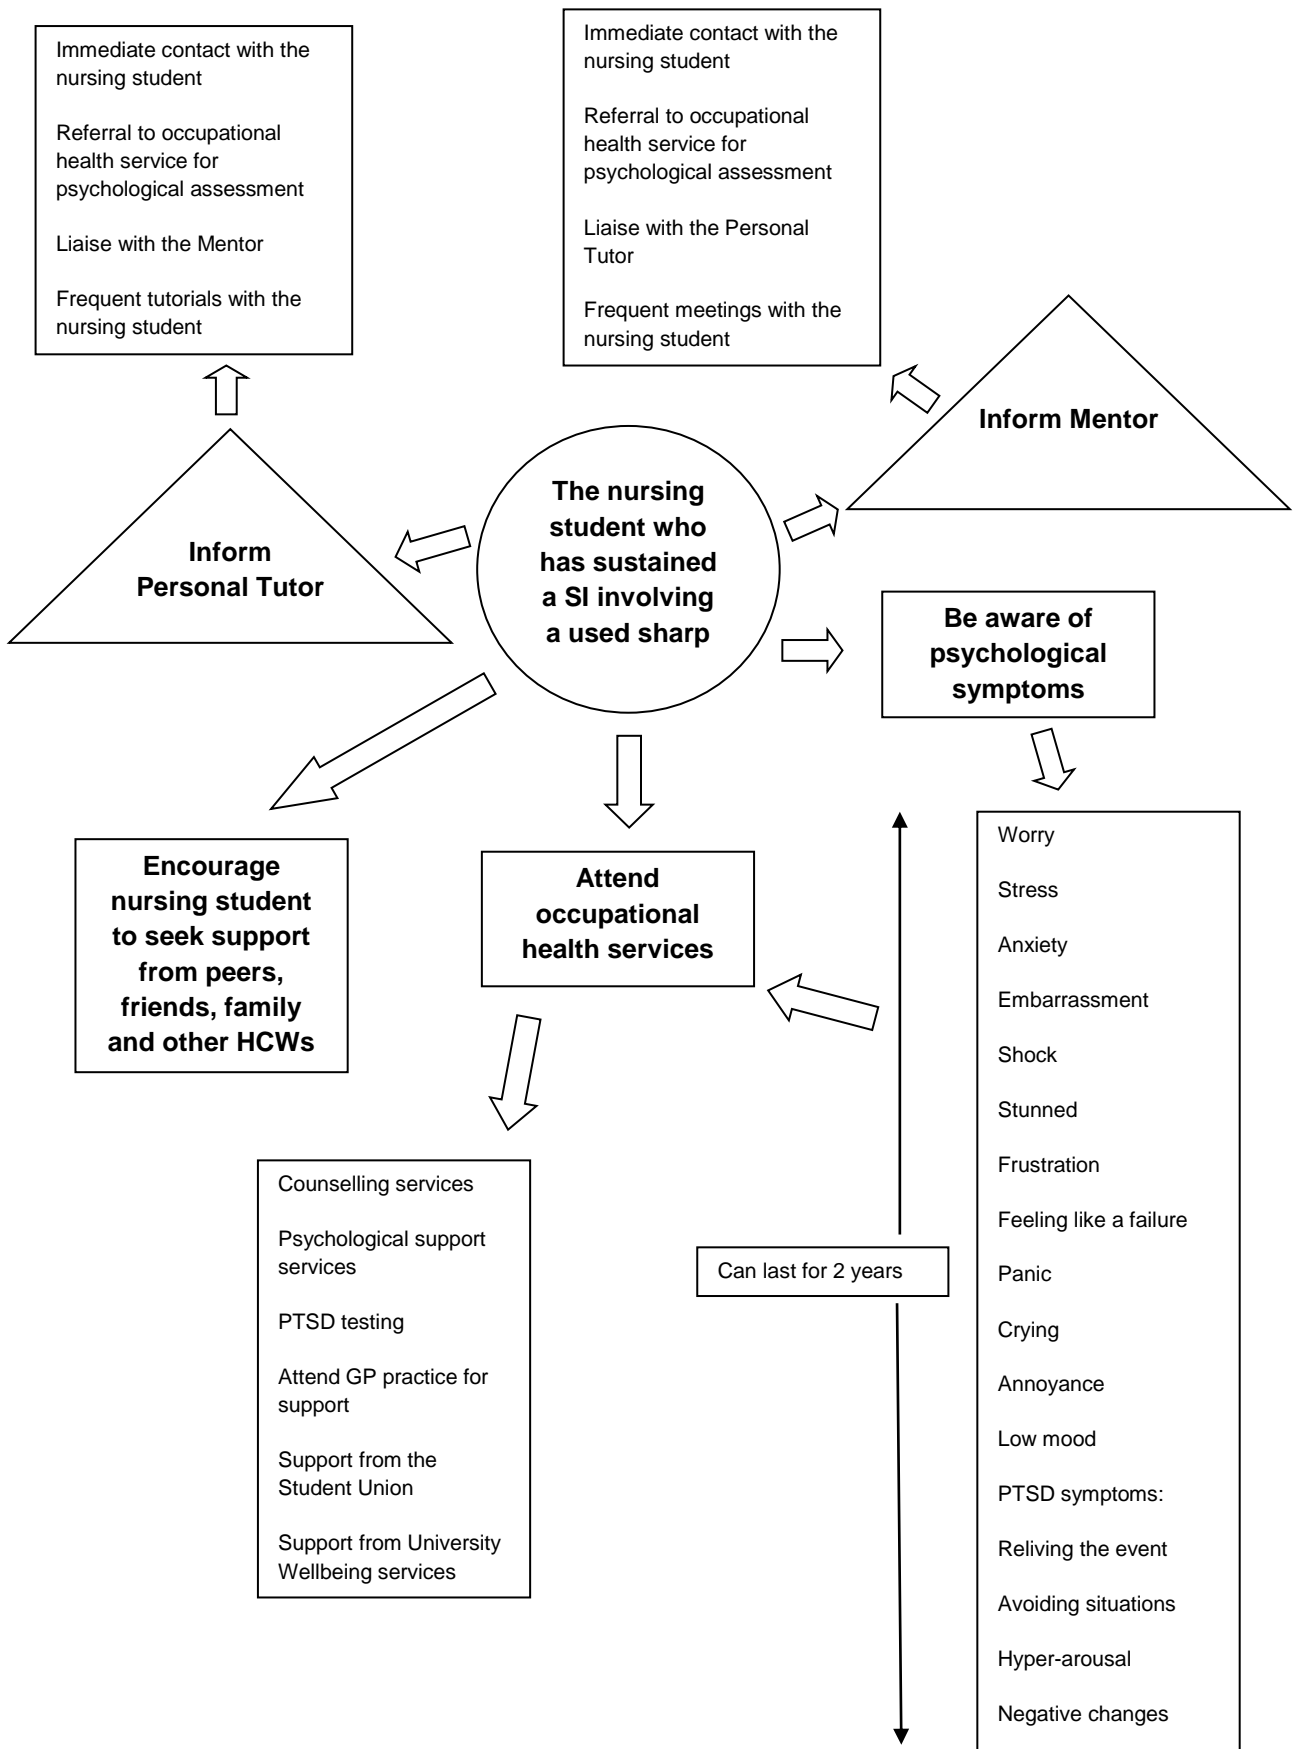 Immediate contact with the
nursing student
Referral to occupational
health service for
psychological assessment
Liaise with the Mentor
Frequent tutorials with the
nursing student
Immediate contact with the
nursing student
Referral to occupational
health service for
psychological assessment
Liaise with the Personal
Tutor
Frequent meetings with the
nursing student
Inform Mentor
The nursing
student who
has sustained
a SI involving
a used sharp
Inform
Personal Tutor
Be aware of
psychological
symptoms
Encourage
nursing student
to seek support
from peers,
friends, family
and other HCWs
Attend
occupational
health services
Worry
Stress
Anxiety
Embarrassment
Shock
Stunned
Frustration
Feeling like a failure
Panic
Crying
Annoyance
Low mood
PTSD symptoms:
Reliving the event
Avoiding situations
Hyper-arousal
Negative changes
Can last for 2 years
Counselling services
Psychological support
services
PTSD testing
Attend GP practice for
support
Support from the
Student Union
Support from University
Wellbeing services